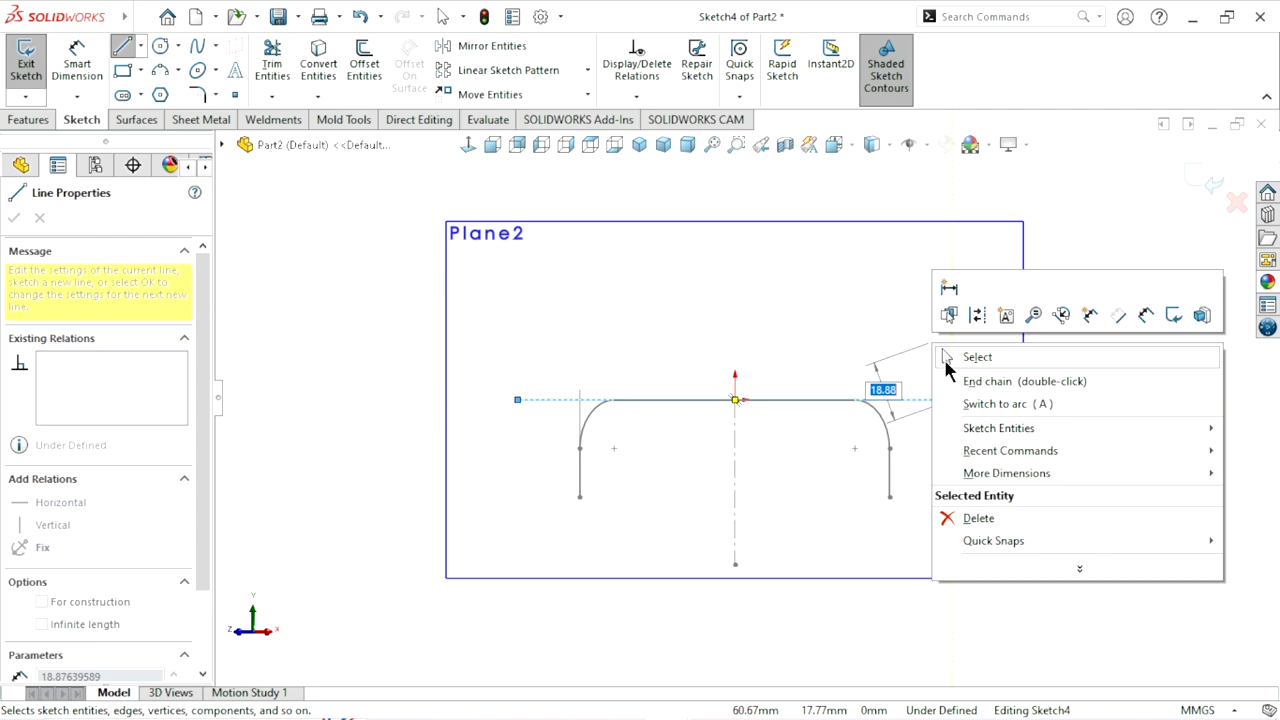 SOLIDWORKS
Sketch4 of Part2 *
Search Commands
Exit Sketch
Smart Dimension
Trim Entities
Convert Entities
Offset Entities
Offset On Surface
Mirror Entities
Linear Sketch Pattern
Move Entities
Display/Delete Relations
Repair Sketch
Quick Snaps
Rapid Sketch
Instant2D
Shaded Sketch Contours
Features
Sketch
Surfaces
Sheet Metal
Weldments
Mold Tools
Direct Editing
Evaluate
SOLIDWORKS Add-Ins
SOLIDWORKS CAM
Part2 (Default) <<Default...
Line Properties
Message
Edit the settings of the current line,
sketch a new line, or select OK to
change the settings for the next new
line.
Existing Relations
Under Defined
Add Relations
Horizontal
Vertical
Fix
Options
For construction
Infinite length
Parameters
18.87639589
Plane2
18.88
Y
Z
X
Select
End chain (double-click)
Switch to arc ( A )
Sketch Entities
Recent Commands
More Dimensions
Selected Entity
Delete
Quick Snaps
Model
3D Views
Motion Study 1
Selects sketch entities, edges, vertices, components, and so on.
60.67mm
17.77mm
0mm
Under Defined
Editing Sketch4
MMGS